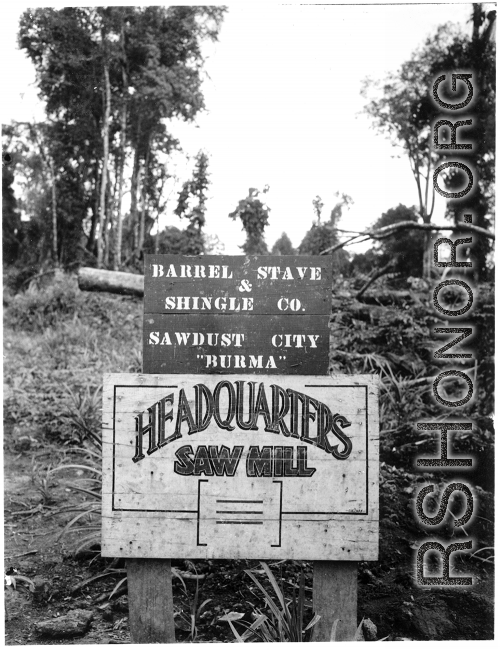 BARREL STAVE
&
SHINGLE CO.
SAWDUST CITY
"BURMA"
HEADQUARTERS
SAW MILL
RSHONOR.ORG